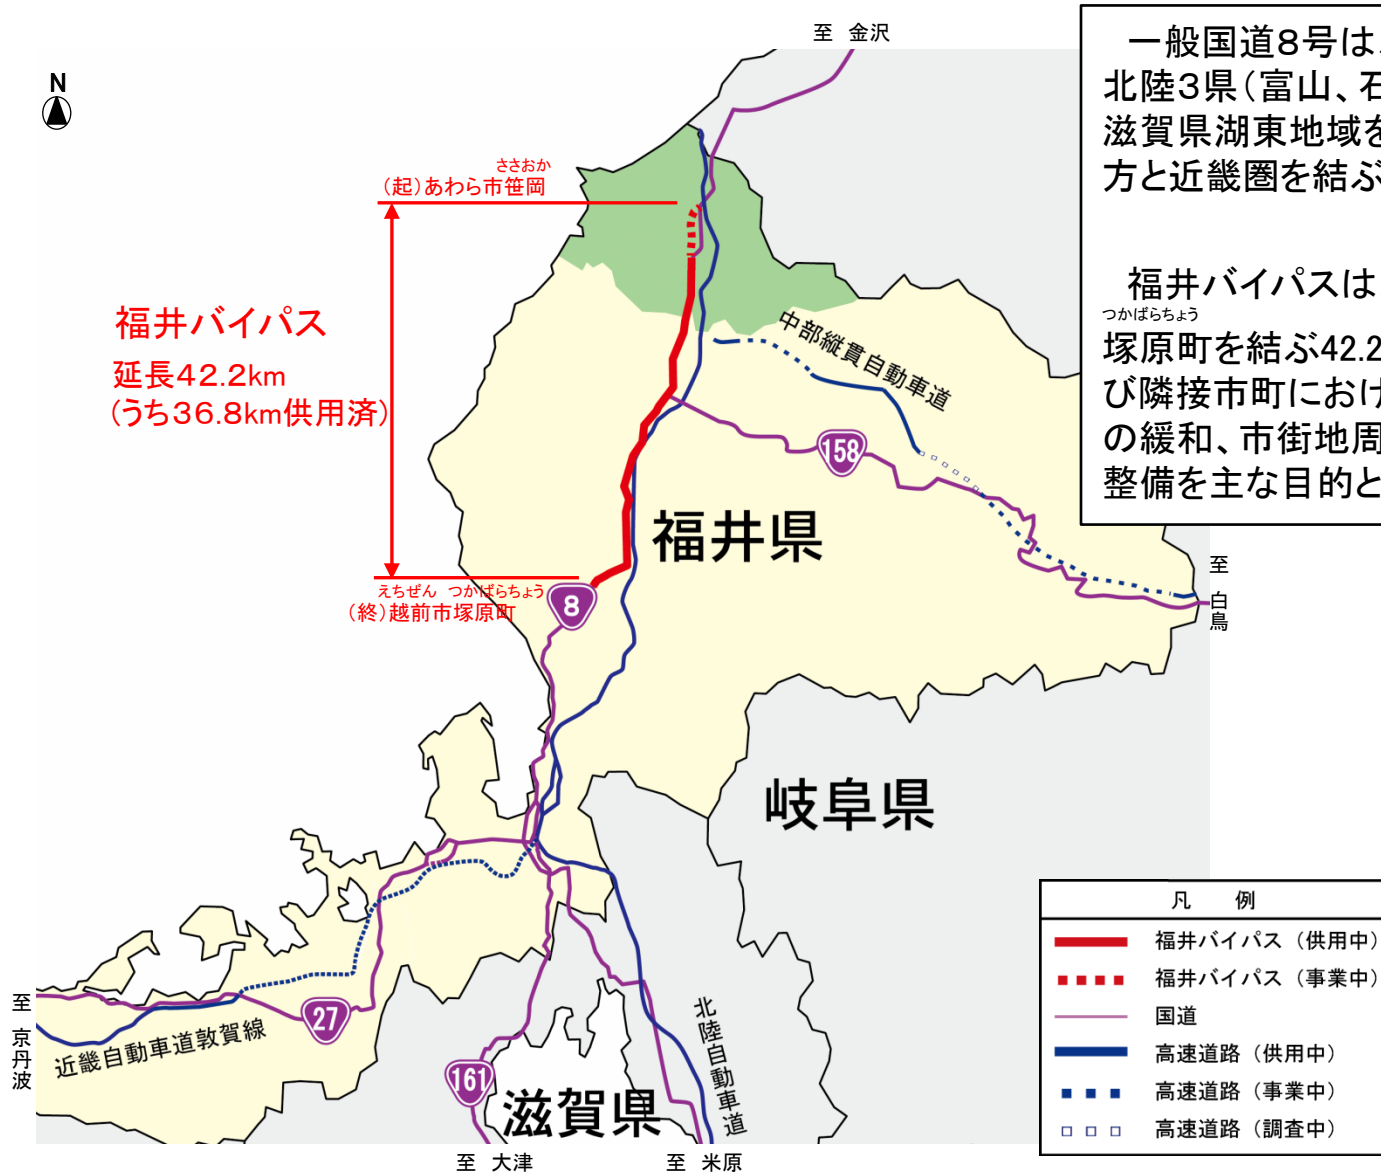 至 金沢
N
一般国道8号は、
北陸3県(富山、石
滋賀県湖東地域を
方と近畿圏を結ぶ
福井バイパスは
つかばらちょう
塚原町を結ぶ42.2
び隣接市町におけ
の緩和、市街地周
整備を主な目的と
ささおか
(起)あわら市笹岡
福井バイパス
延長42.2km
(うち36.8km供用済)
中部縦貫自動車道
158
福井県
えちぜん つかばらちょう
(終)越前市塚原町
8
至 白鳥
岐阜県
27
至 京丹波
近畿自動車道敦賀線
161
滋賀県
北陸自動車道
至 大津
至 米原
凡 例
福井バイパス (供用中)
福井バイパス (事業中)
国道
高速道路 (供用中)
高速道路 (事業中)
高速道路 (調査中)